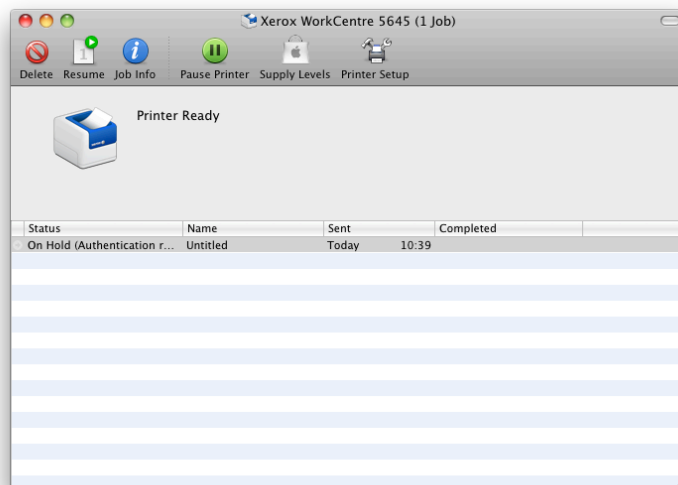 Xerox WorkCentre 5645 (1 Job)
Delete Resume Job Info Pause Printer Supply Levels Printer Setup
Printer Ready
Status Name Sent Completed
On Hold (Authentication r... Untitled Today 10:39